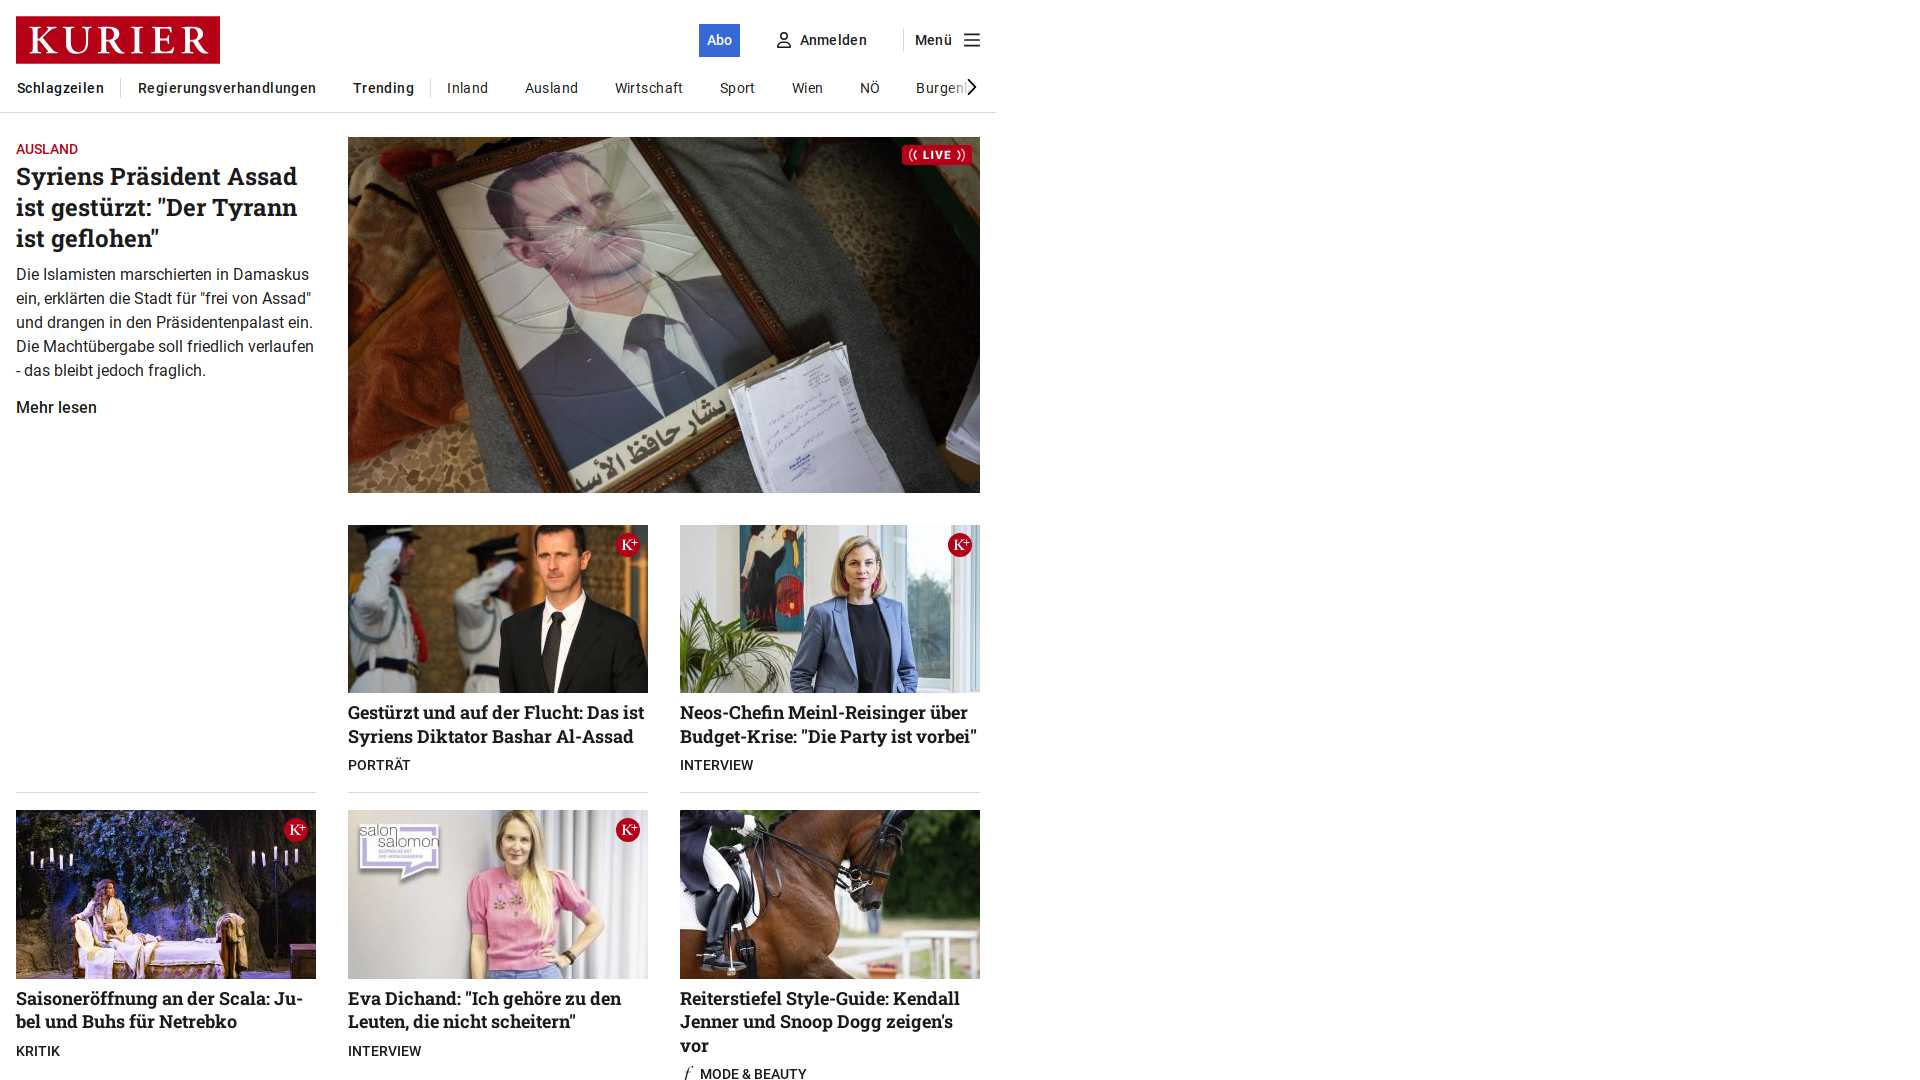 KURIER
Abo
Anmelden
Menü
Schlagzeilen
Regierungsverhandlungen
Trending
Inland
Ausland
Wirtschaft
Sport
Wien
NÖ
AUSLAND
Syriens Präsident Assad
ist gestürzt: "Der Tyrann
ist geflohen"
Die Islamisten marschierten in Damaskus
ein, erklärten die Stadt für "frei von Assad"
und drangen in den Präsidentenpalast ein.
Die Machtübergabe soll friedlich verlaufen
- das bleibt jedoch fraglich.
Mehr lesen
LIVE
بشار حافظ الأسد
K+
Gestürzt und auf der Flucht: Das ist
Syriens Diktator Bashar Al-Assad
PORTRÄT
K+
Neos-Chefin Meinl-Reisinger über
Budget-Krise: "Die Party ist vorbei"
INTERVIEW
K+
Saisoneröffnung an der Scala: Ju-
bel und Buhs für Netrebko
KRITIK
salon
salomon
K+
Eva Dichand: "Ich gehöre zu den
Leuten, die nicht scheitern"
INTERVIEW
Reiterstiefel Style-Guide: Kendall
Jenner und Snoop Dogg zeigen's
vor
f MODE & BEAUTY